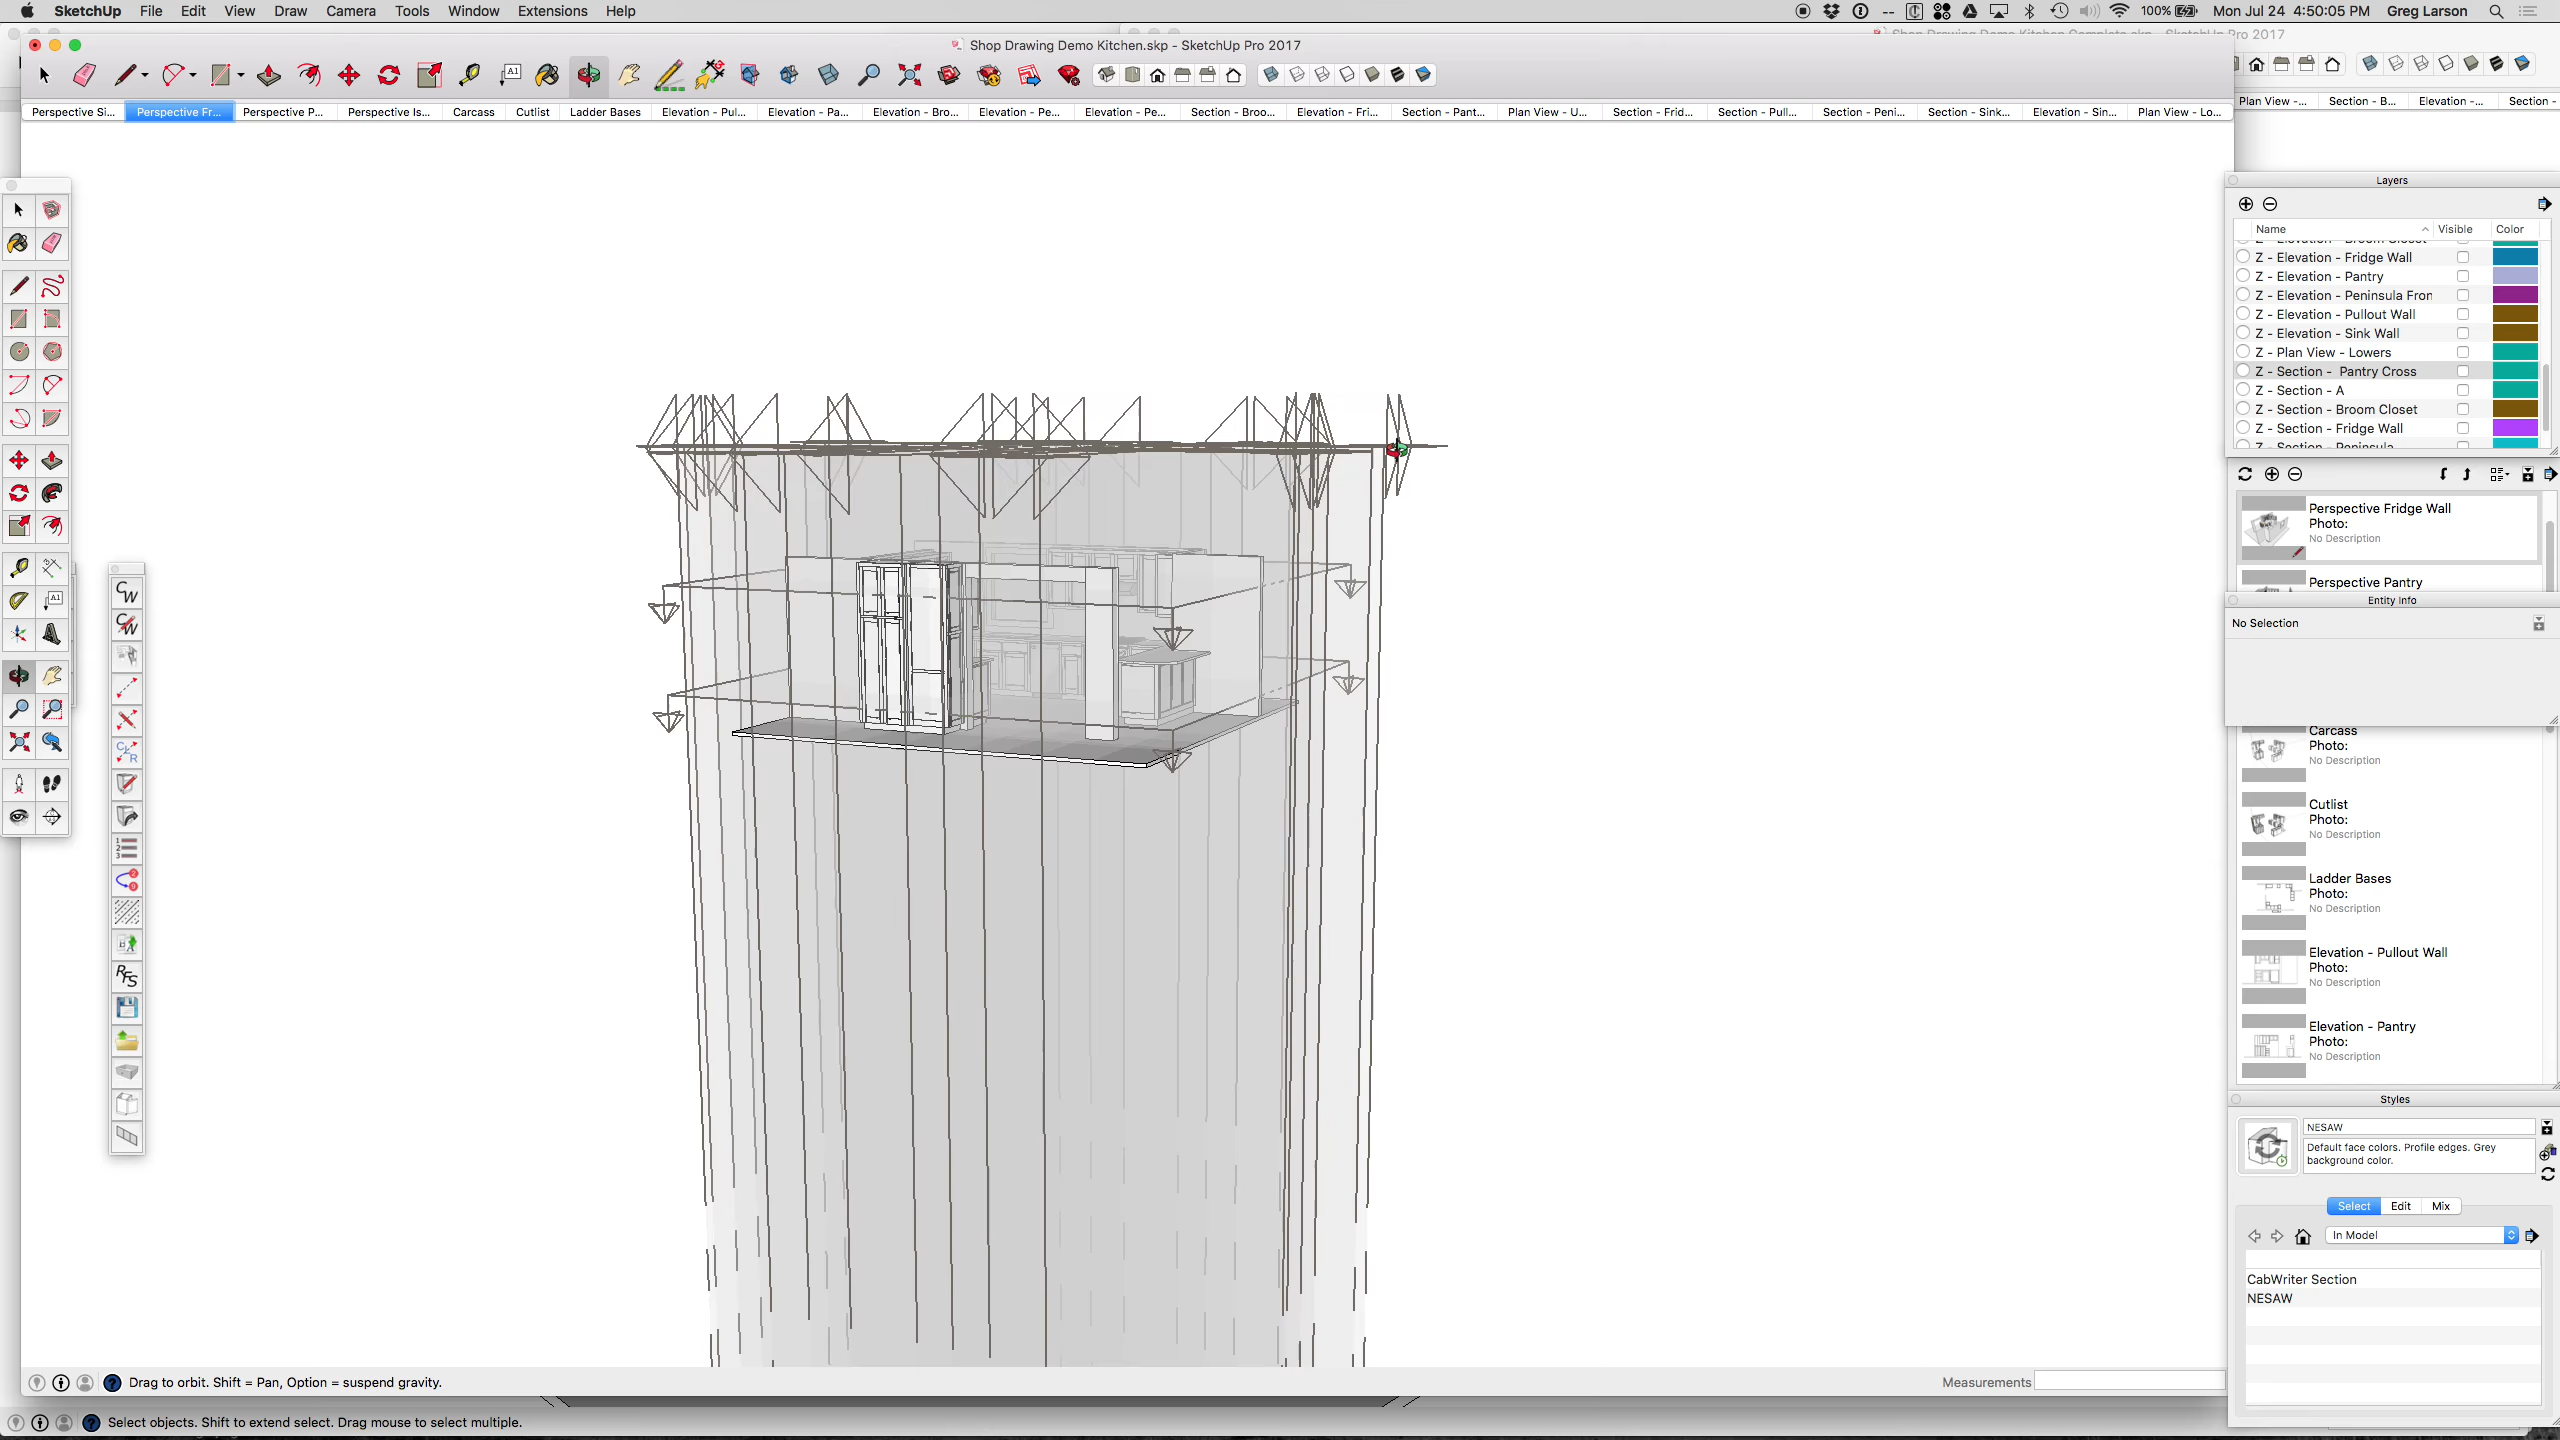 SketchUp File Edit View Draw Camera Tools Window Extensions Help
100% Mon Jul 24 4:50:05 PM Greg Larson
Shop Drawing Demo Kitchen.skp - SketchUp Pro 2017
Perspective Si... Perspective Fr... Perspective P... Perspective Is... Carcass Cutlist Ladder Bases Elevation - Pul... Elevation - Pa... Elevation - Bro... Elevation - Pe... Elevation - Pe... Section - Broo... Elevation - Fri... Section - Pant... Plan View - U... Section - Frid... Section - Pull... Section - Peni... Section - Sink... Elevation - Sin... Plan View - Lo...
Plan View -... Section - B... Elevation -... Section -
Layers
Name Visible Color
Z - Elevation - Fridge Wall
Z - Elevation - Pantry
Z - Elevation - Peninsula Fron
Z - Elevation - Pullout Wall
Z - Elevation - Sink Wall
Z - Plan View - Lowers
Z - Section - Pantry Cross
Z - Section - A
Z - Section - Broom Closet
Z - Section - Fridge Wall
Perspective Fridge Wall
Photo:
No Description
Perspective Pantry
Entity Info
No Selection
Carcass
Photo:
No Description
Cutlist
Photo:
No Description
Ladder Bases
Photo:
No Description
Elevation - Pullout Wall
Photo:
No Description
Elevation - Pantry
Photo:
No Description
Styles
NESAW
Default face colors. Profile edges. Grey
background color.
Select Edit Mix
In Model
CabWriter Section
NESAW
Drag to orbit. Shift = Pan, Option = suspend gravity.
Measurements
Select objects. Shift to extend select. Drag mouse to select multiple.